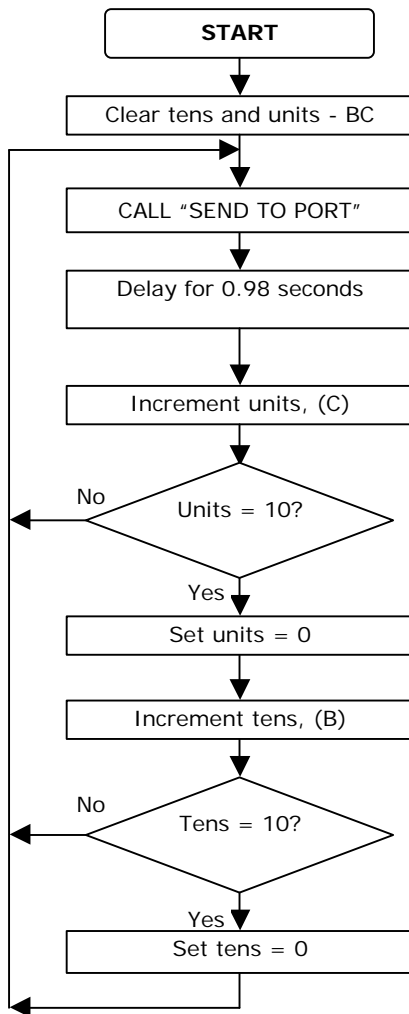 START
Clear tens and units - BC
CALL “SEND TO PORT”
Delay for 0.98 seconds
Increment units, (C)
No
Units = 10?
Yes
Set units = 0
Increment tens, (B)
No
Tens = 10?
Yes
Set tens = 0